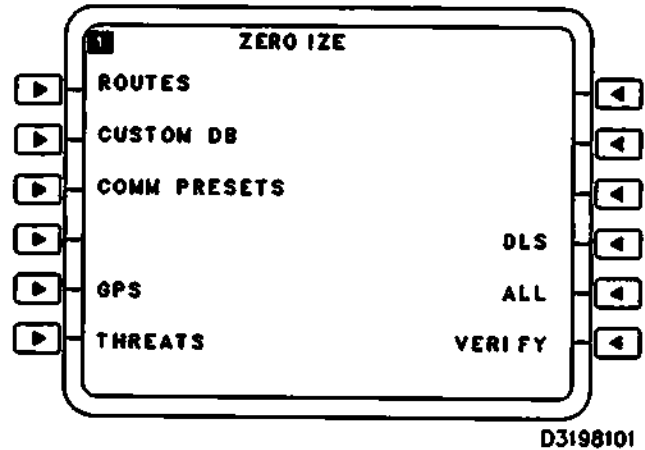 1 ZEROIZE
ROUTES
CUSTOM DB
COMM PRESETS
DLS
GPS ALL
THREATS VERIFY
D3198101